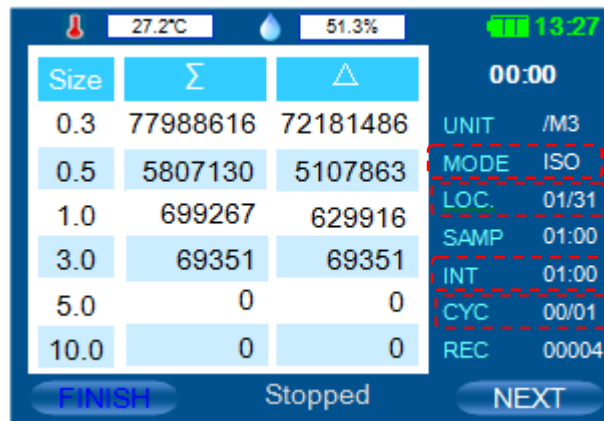 27.2℃ 51.3% 13:27
Size Σ △ 00:00
0.3 77988616 72181486 UNIT /M3
0.5 5807130 5107863 MODE ISO
1.0 699267 629916 LOC. 01/31
3.0 69351 69351 SAMP 01:00
5.0 0 0 INT 01:00
10.0 0 0 CYC 00/01
REC 00004
FINISH Stopped NEXT